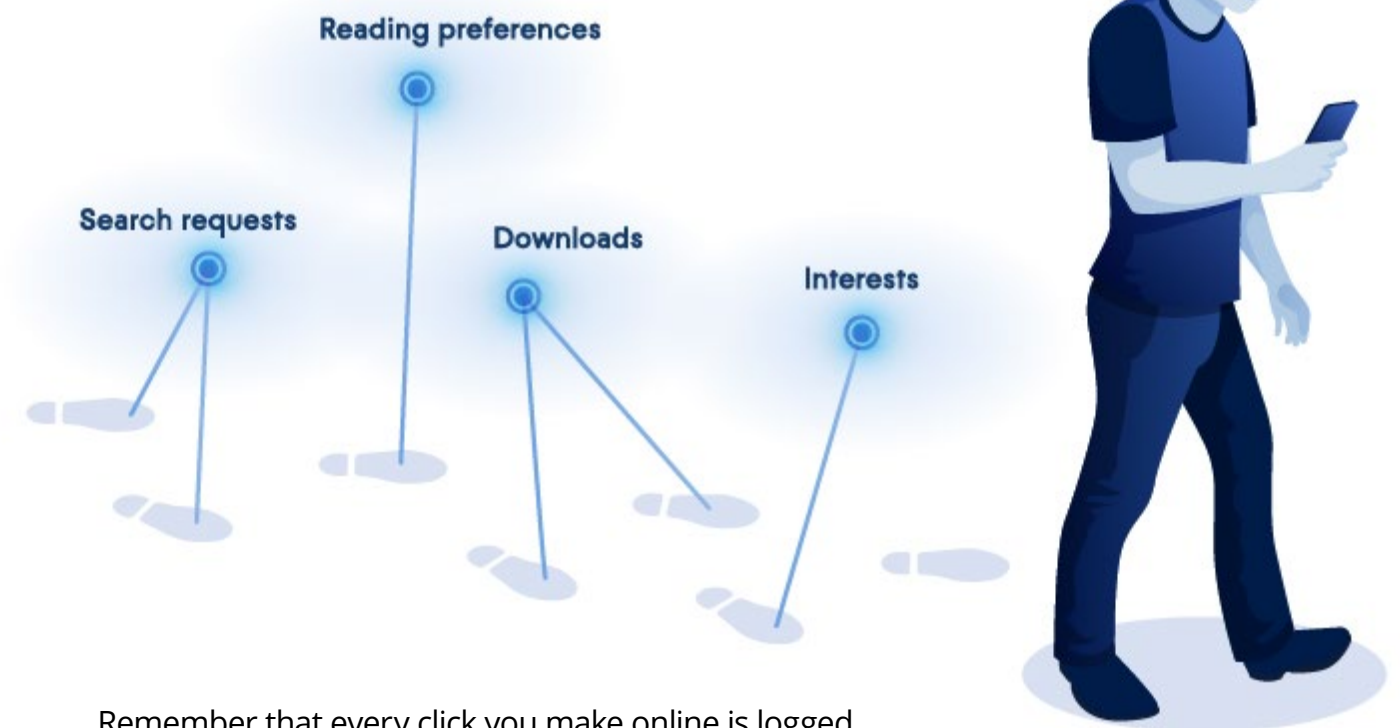 Reading preferences
Search requests
Downloads
Interests
Remember that every click you make online is logged